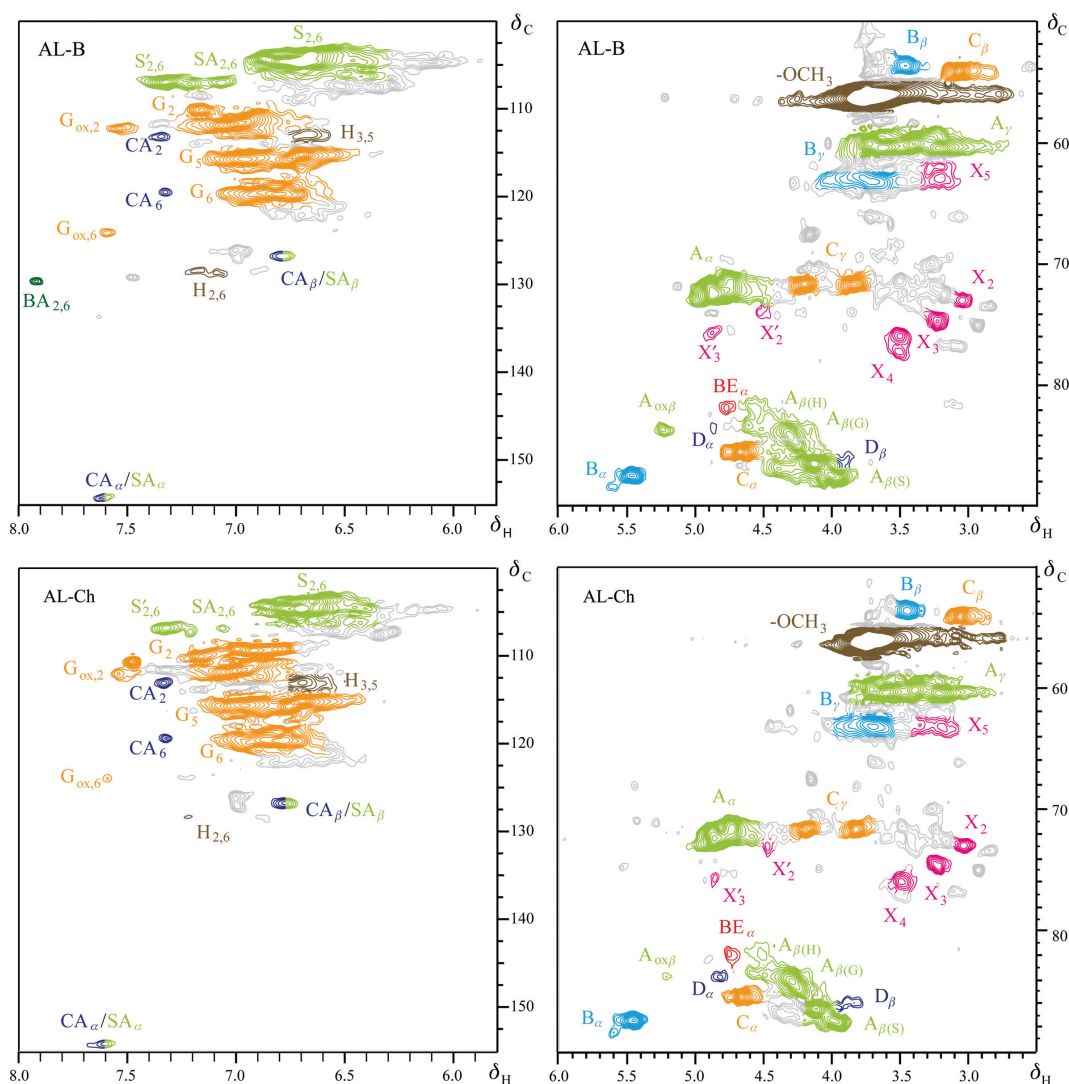 AL-B
S2,6
δC
S′2,6
SA2,6
G2
110
Gox,2
CA2
H3,5
G5
CA6
G6
120
Gox,6
CAβ/SAβ
BA2,6
H2,6
130
140
CAα/SAα
150
8.0 7.5 7.0 6.5 6.0 δH
AL-B
Bβ
Cβ
δC
-OCH3
Aγ
60
Bγ
X5
Aα
Cγ
70
X2
X′2
X′3
X3
X4
BEα
80
Aoxβ
Aβ(H)
Aβ(G)
Dα
Dβ
Bα
Cα
Aβ(S)
6.0 5.5 5.0 4.5 4.0 3.5 3.0 δH
AL-Ch
S2,6
δC
S′2,6
SA2,6
G2
110
Gox,2
CA2
H3,5
G5
CA6
G6
120
Gox,6
CAβ/SAβ
H2,6
130
140
CAα/SAα
150
8.0 7.5 7.0 6.5 6.0 δH
AL-Ch
Bβ
Cβ
δC
-OCH3
Aγ
60
Bγ
X5
Aα
Cγ
70
X2
X′2
X′3
X3
X4
BEα
80
Aoxβ
Aβ(H)
Aβ(G)
Dα
Dβ
Bα
Cα
Aβ(S)
6.0 5.5 5.0 4.5 4.0 3.5 3.0 δH